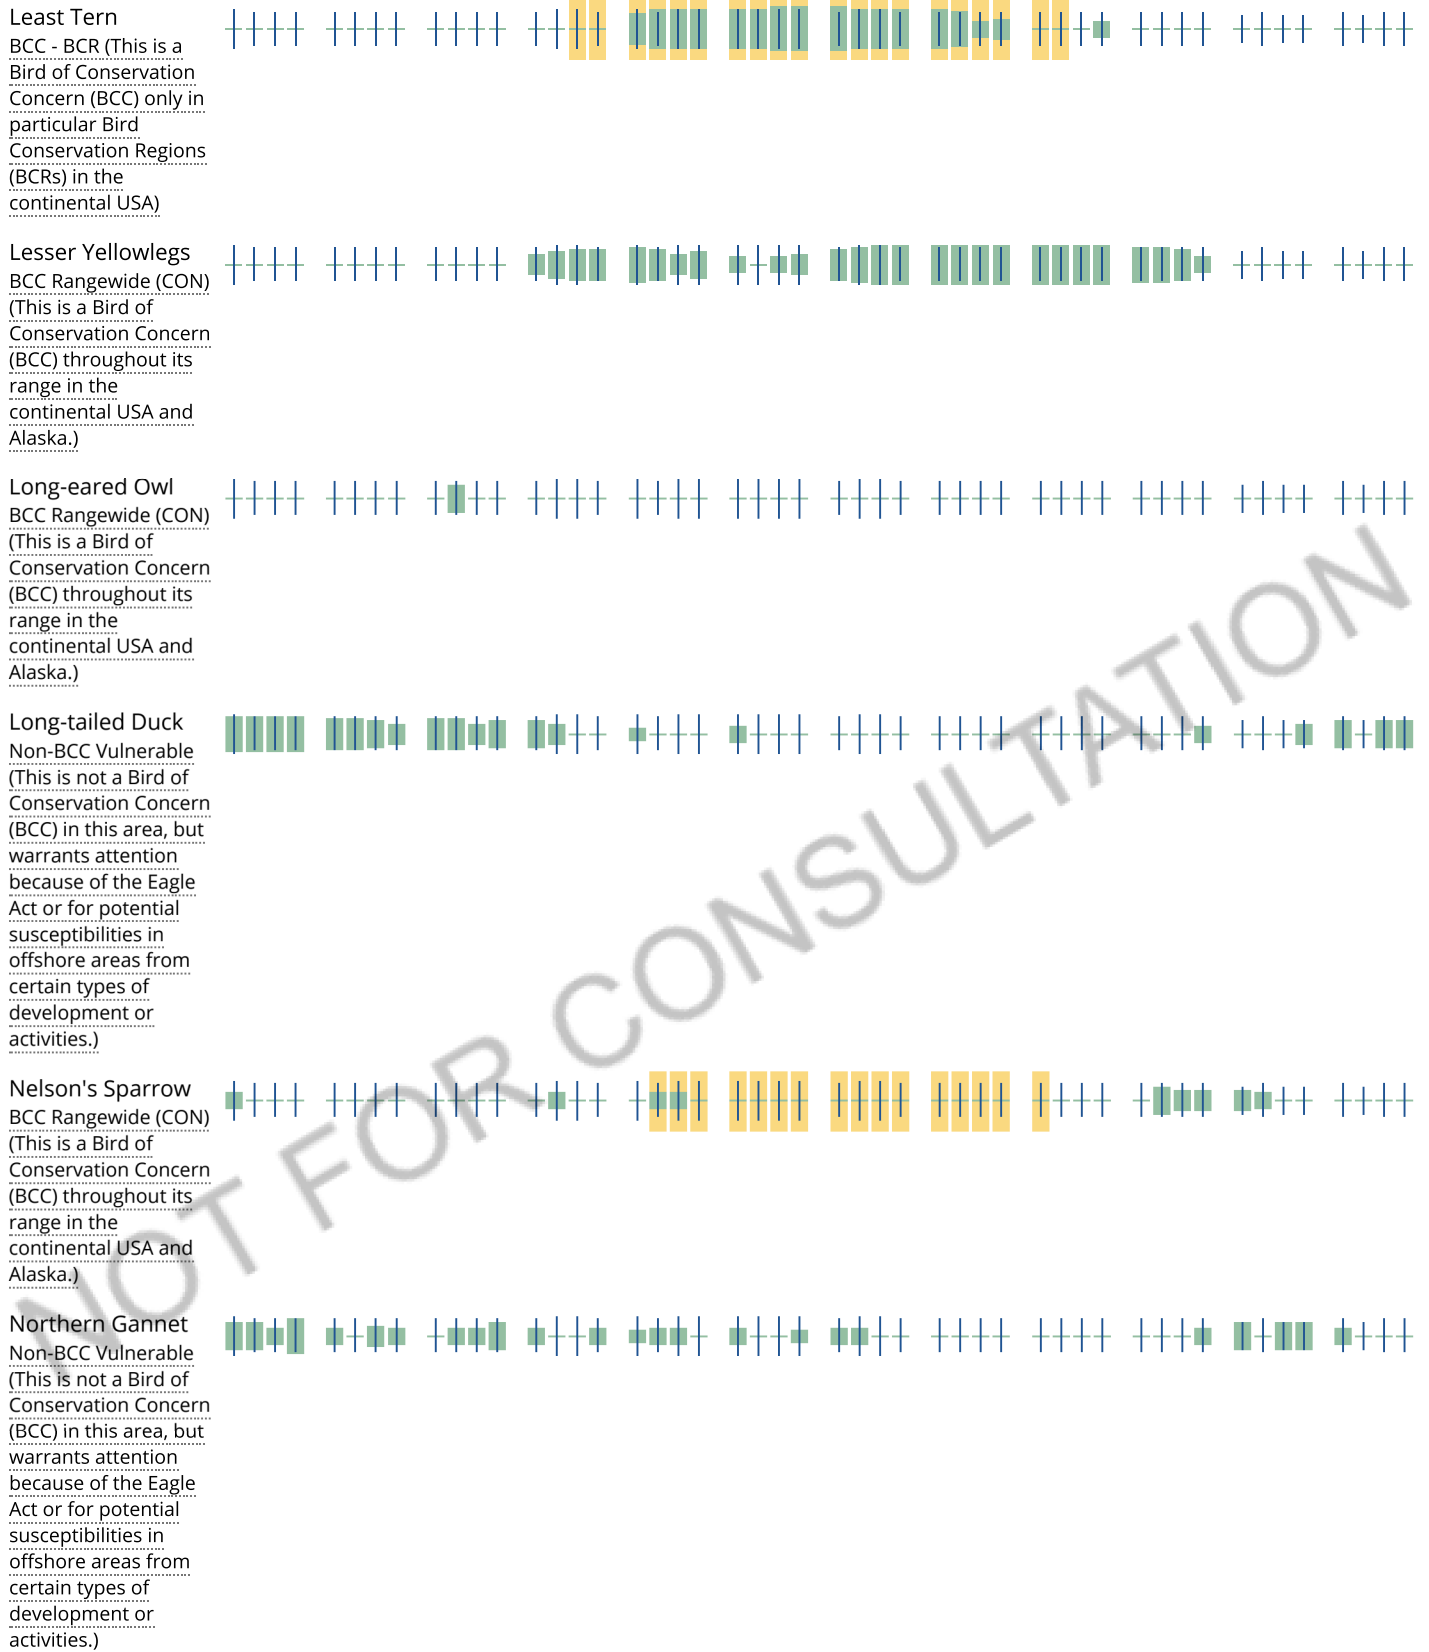 Least Tern
BCC - BCR (This is a
Bird of Conservation
Concern (BCC) only in
particular Bird
Conservation Regions
(BCRs) in the
continental USA)
Lesser Yellowlegs
BCC Rangewide (CON)
(This is a Bird of
Conservation Concern
(BCC) throughout its
range in the
continental USA and
Alaska.)
Long-eared Owl
BCC Rangewide (CON)
(This is a Bird of
Conservation Concern
(BCC) throughout its
range in the
continental USA and
Alaska.)
Long-tailed Duck
Non-BCC Vulnerable
(This is not a Bird of
Conservation Concern
(BCC) in this area, but
warrants attention
because of the Eagle
Act or for potential
susceptibilities in
offshore areas from
certain types of
development or
activities.)
Nelson's Sparrow
BCC Rangewide (CON)
(This is a Bird of
Conservation Concern
(BCC) throughout its
range in the
continental USA and
Alaska.)
Northern Gannet
Non-BCC Vulnerable
(This is not a Bird of
Conservation Concern
(BCC) in this area, but
warrants attention
because of the Eagle
Act or for potential
susceptibilities in
offshore areas from
certain types of
development or
activities.)
NOT FOR CONSULTATION